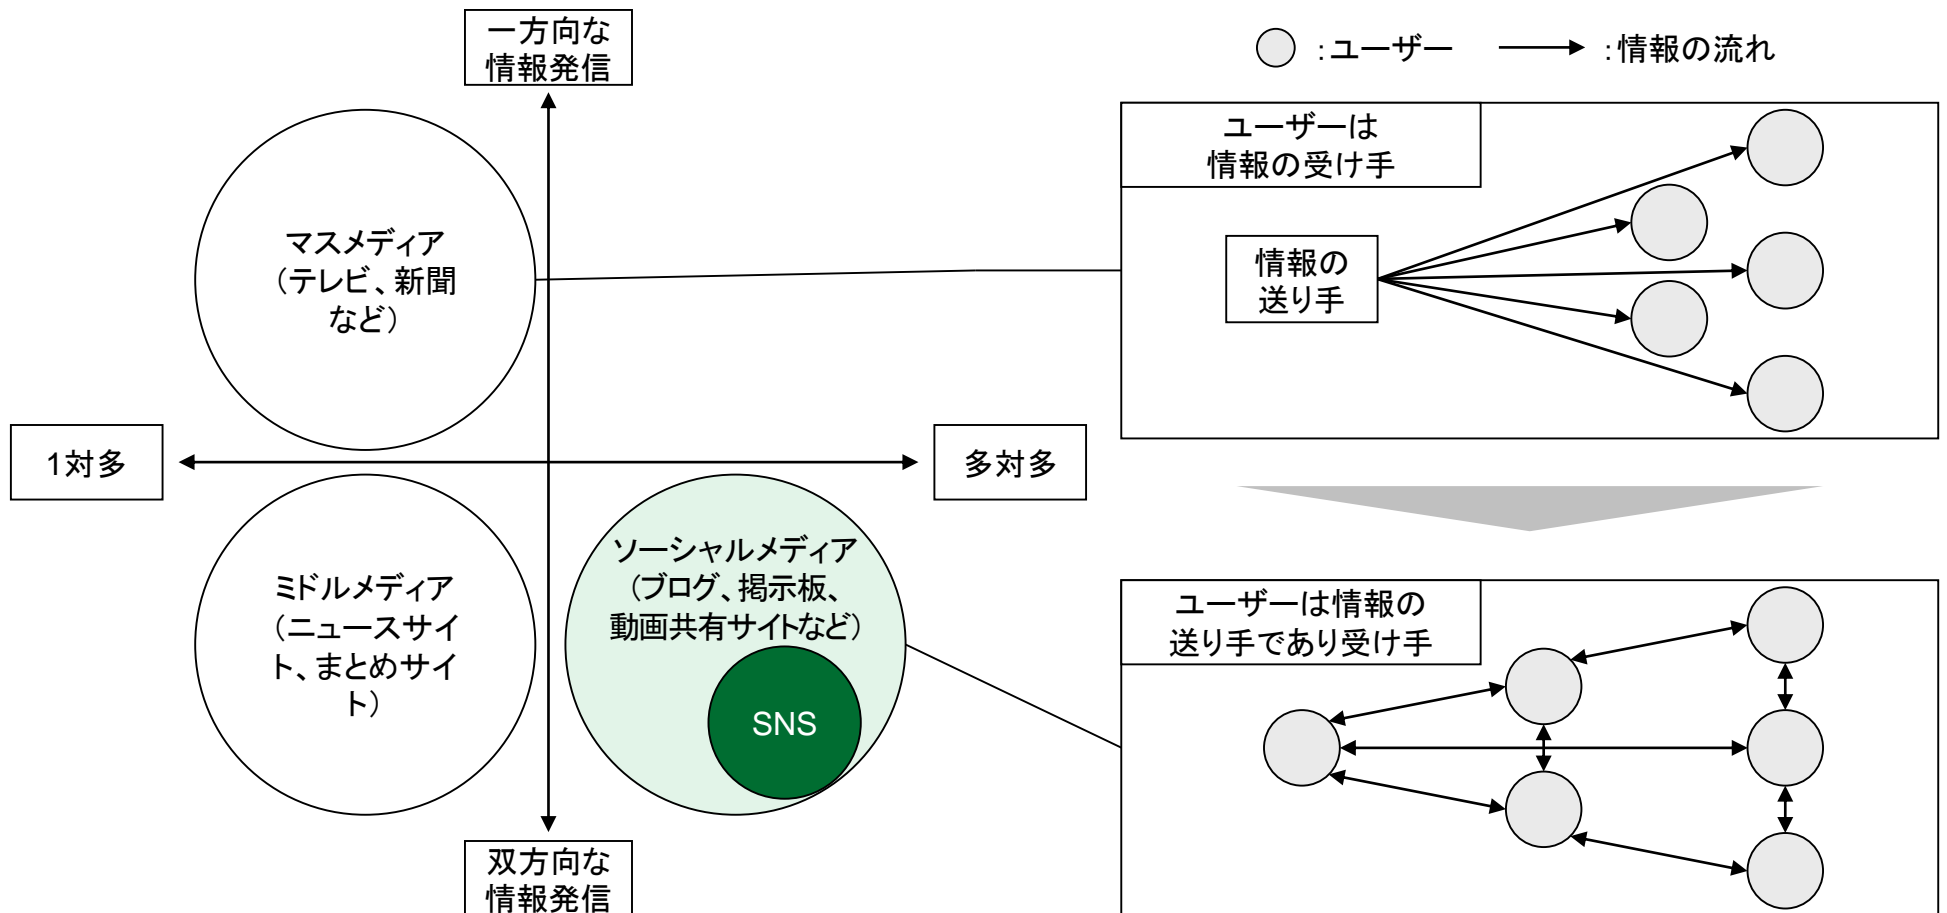 一方向な
情報発信
:ユーザー
:情報の流れ
ユーザーは
情報の受け手
マスメディア
（テレビ、新聞
など）
情報の
送り手
1対多
多対多
ソーシャルメディア
（ブログ、掲示板、
動画共有サイトなど）
SNS
ミドルメディア
（ニュースサイ
ト、まとめサイ
ト）
ユーザーは情報の
送り手であり受け手
双方向な
情報発信